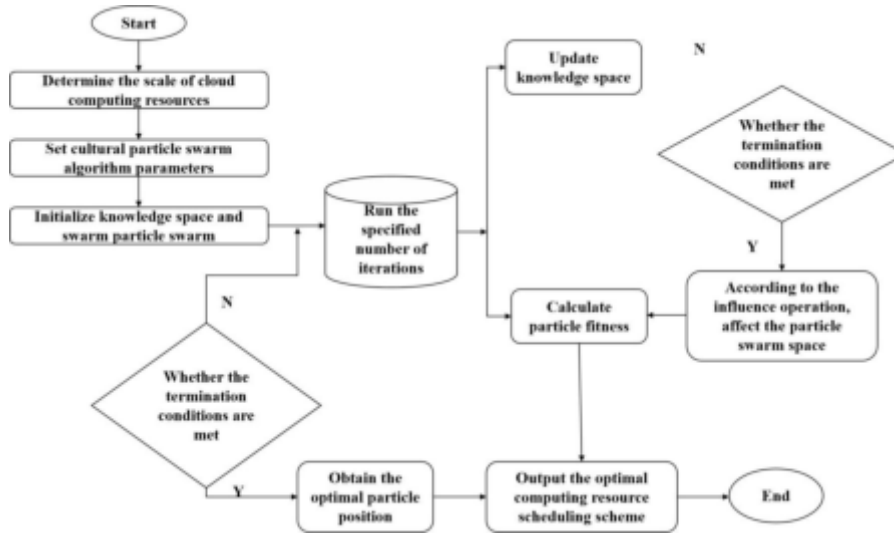 Start
Determine the scale of cloud
computing resources
Set cultural particle swarm
algorithm parameters
Initialize knowledge space and
swarm particle swarm
Run the
specified
number of
iterations
Update
knowledge space
N
Whether the
termination
conditions are
met
Y
According to the
influence operation,
affect the particle
swarm space
Calculate
particle fitness
N
Whether the
termination
conditions are
met
Y
Obtain the
optimal particle
position
Output the optimal
computing resource
scheduling scheme
End